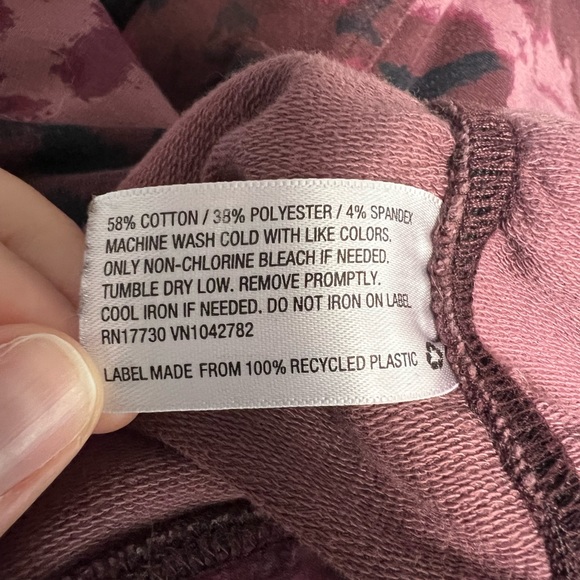 58% COTTON / 38% POLYESTER / 4% SPANDEX
MACHINE WASH COLD WITH LIKE COLORS.
ONLY NON-CHLORINE BLEACH IF NEEDED.
TUMBLE DRY LOW. REMOVE PROMPTLY.
COOL IRON IF NEEDED. DO NOT IRON ON LABEL
RN17730 VN1042782
LABEL MADE FROM 100% RECYCLED PLASTIC